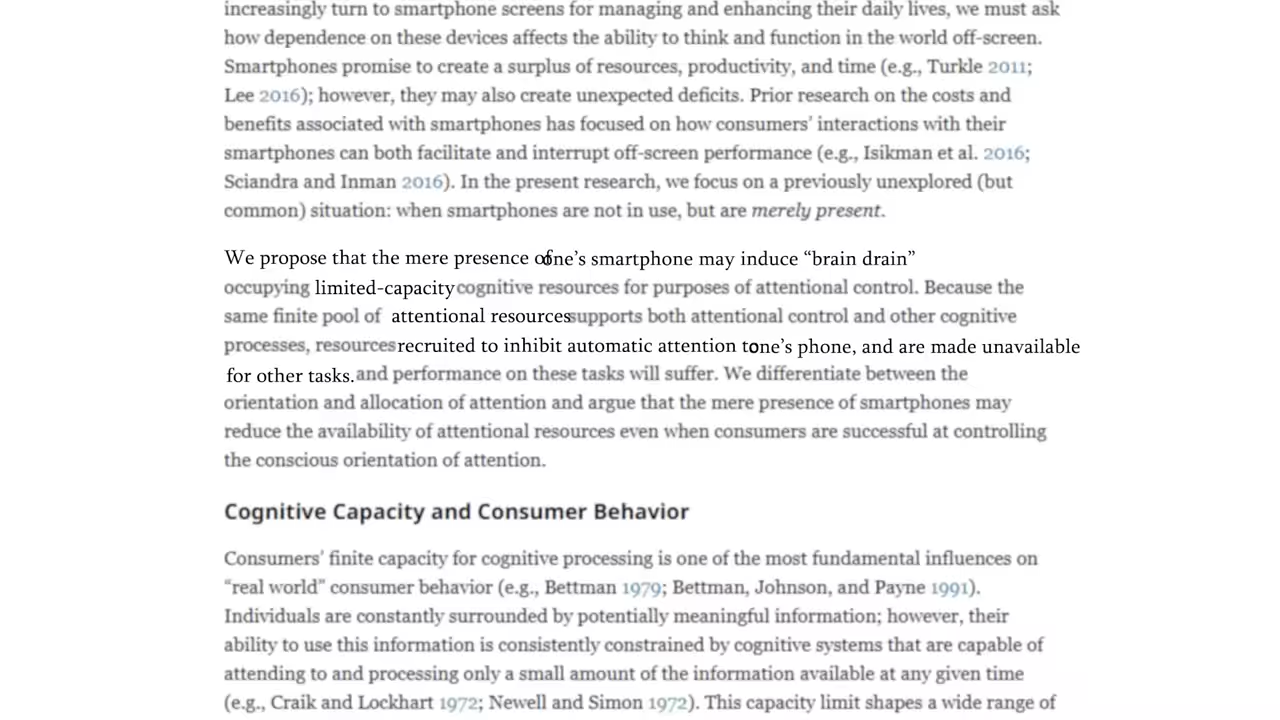 increasingly turn to smartphone screens for managing and enhancing their daily lives, we must ask
how dependence on these devices affects the ability to think and function in the world off-screen.
Smartphones promise to create a surplus of resources, productivity, and time (e.g., Turkle 2011;
Lee 2016); however, they may also create unexpected deficits. Prior research on the costs and
benefits associated with smartphones has focused on how consumers’ interactions with their
smartphones can both facilitate and interrupt off-screen performance (e.g., Isikman et al. 2016;
Sciandra and Inman 2016). In the present research, we focus on a previously unexplored (but
common) situation: when smartphones are not in use, but are merely present.
We propose that the mere presence of one’s smartphone may induce “brain drain”
occupying limited-capacity cognitive resources for purposes of attentional control. Because the
same finite pool of attentional resources supports both attentional control and other cognitive
processes, resources recruited to inhibit automatic attention to one’s phone, and are made unavailable
for other tasks. and performance on these tasks will suffer. We differentiate between the
orientation and allocation of attention and argue that the mere presence of smartphones may
reduce the availability of attentional resources even when consumers are successful at controlling
the conscious orientation of attention.
Cognitive Capacity and Consumer Behavior
Consumers’ finite capacity for cognitive processing is one of the most fundamental influences on
“real world” consumer behavior (e.g., Bettman 1979; Bettman, Johnson, and Payne 1991).
Individuals are constantly surrounded by potentially meaningful information; however, their
ability to use this information is consistently constrained by cognitive systems that are capable of
attending to and processing only a small amount of the information available at any given time
(e.g., Craik and Lockhart 1972; Newell and Simon 1972). This capacity limit shapes a wide range of